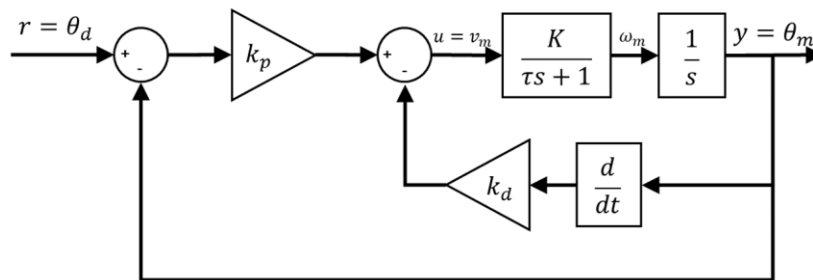 r = θ_d
+
-
k_p
+
-
u = v_m
K
τs + 1
ω_m
1
s
y = θ_m
k_d
d
dt